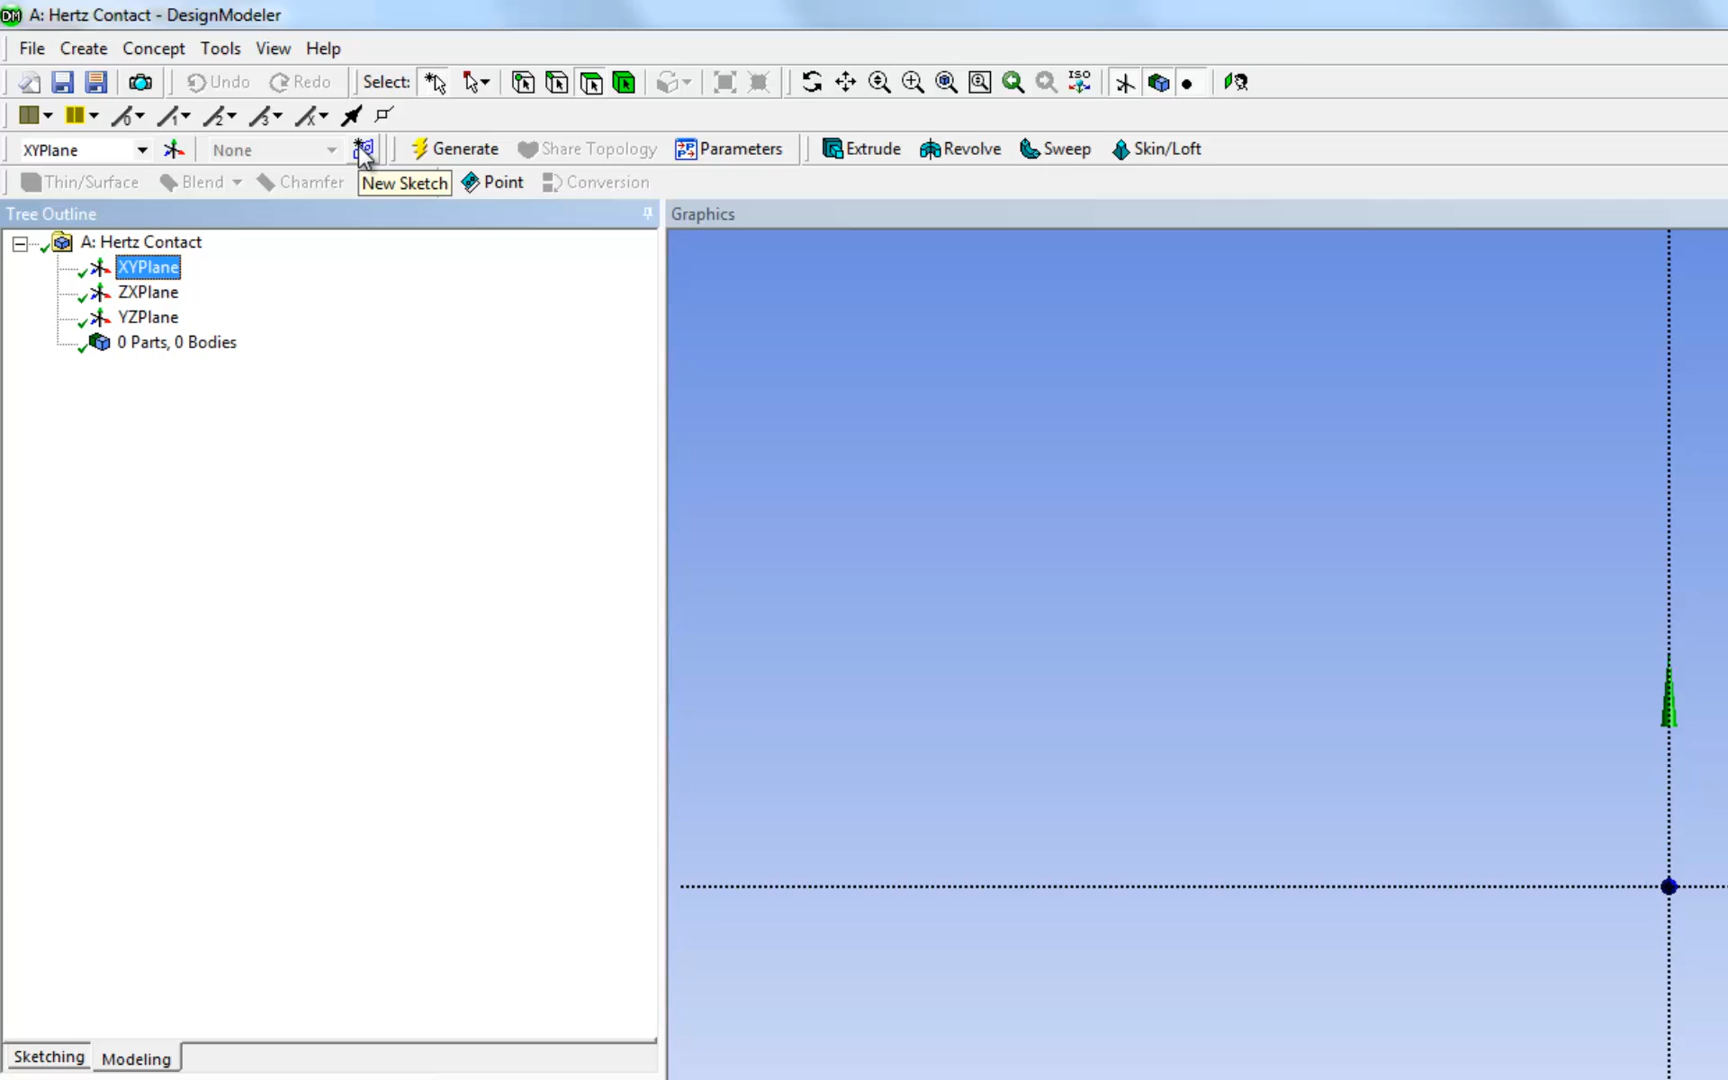 DM A: Hertz Contact - DesignModeler
File Create Concept Tools View Help
Undo Redo Select: ISO
XYPlane None Generate Share Topology Parameters Extrude Revolve Sweep Skin/Loft
Thin/Surface Blend Chamfer New Sketch Point Conversion
Tree Outline Graphics
A: Hertz Contact
XYPlane
ZXPlane
YZPlane
0 Parts, 0 Bodies
Sketching Modeling